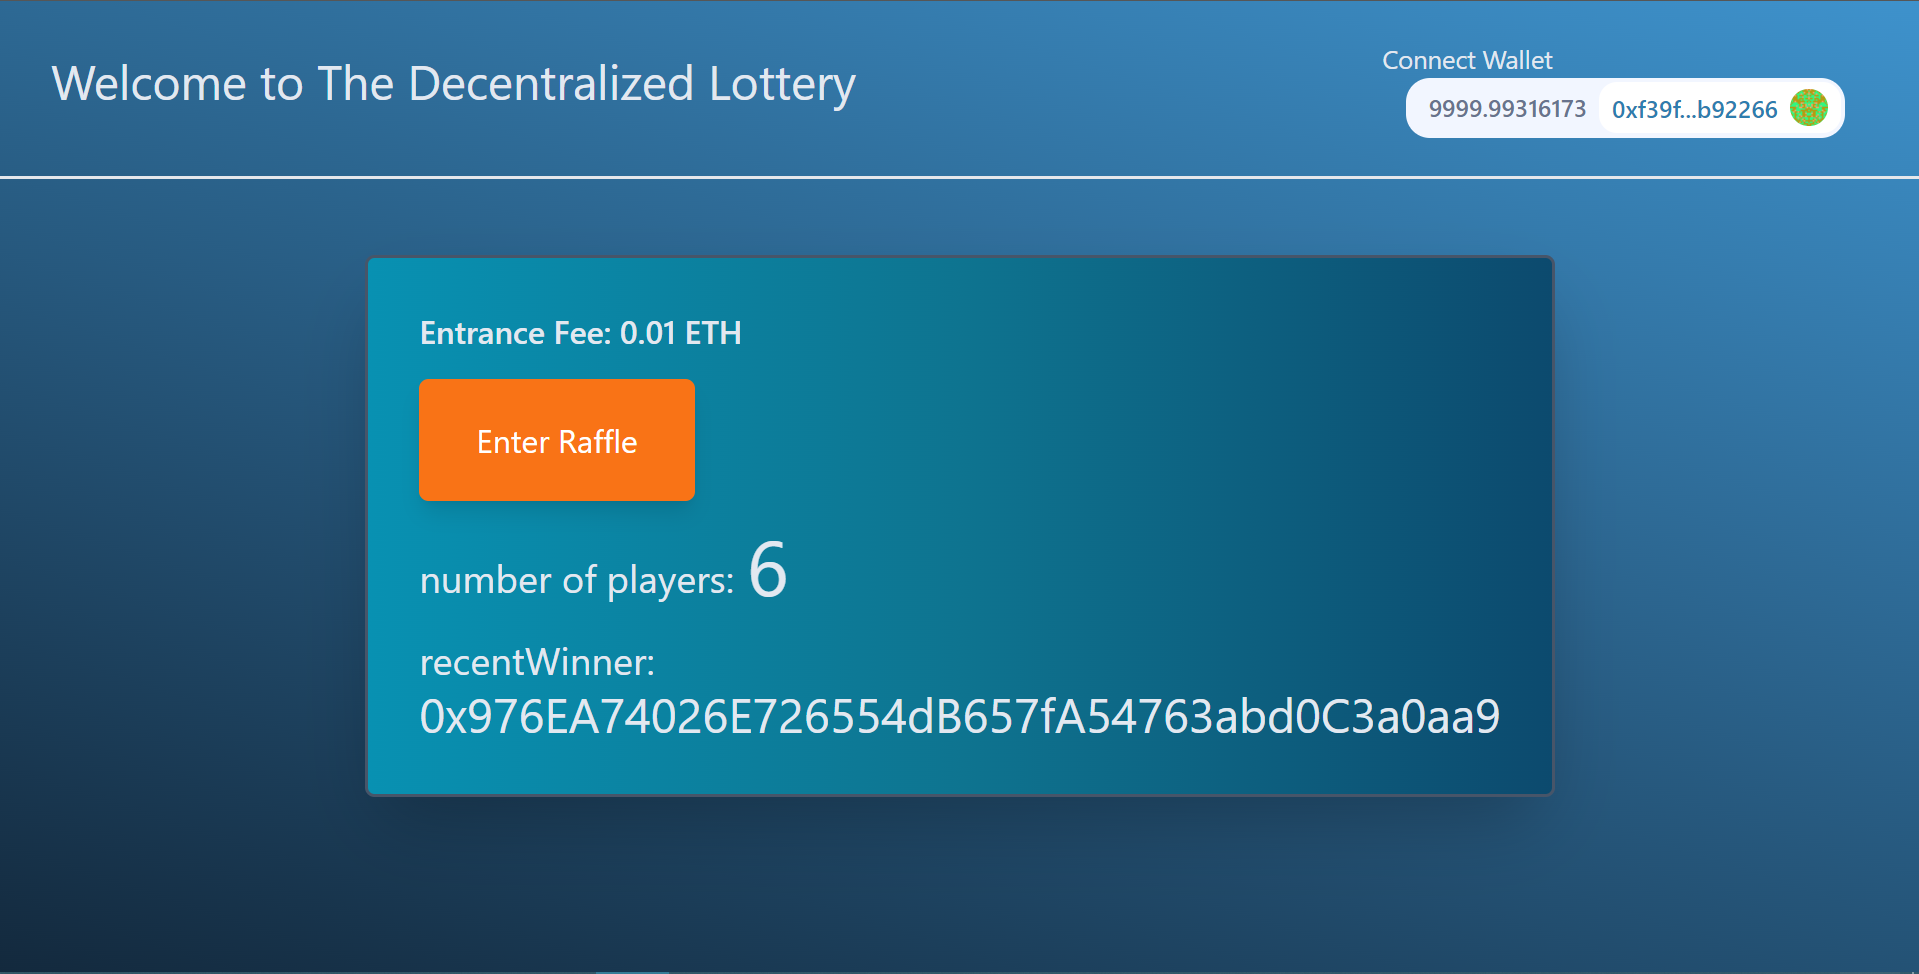 Welcome to The Decentralized Lottery
Connect Wallet
9999.99316173 0xf39f...b92266
Entrance Fee: 0.01 ETH
Enter Raffle
number of players: 6
recentWinner:
0x976EA74026E726554dB657fA54763abd0C3a0aa9